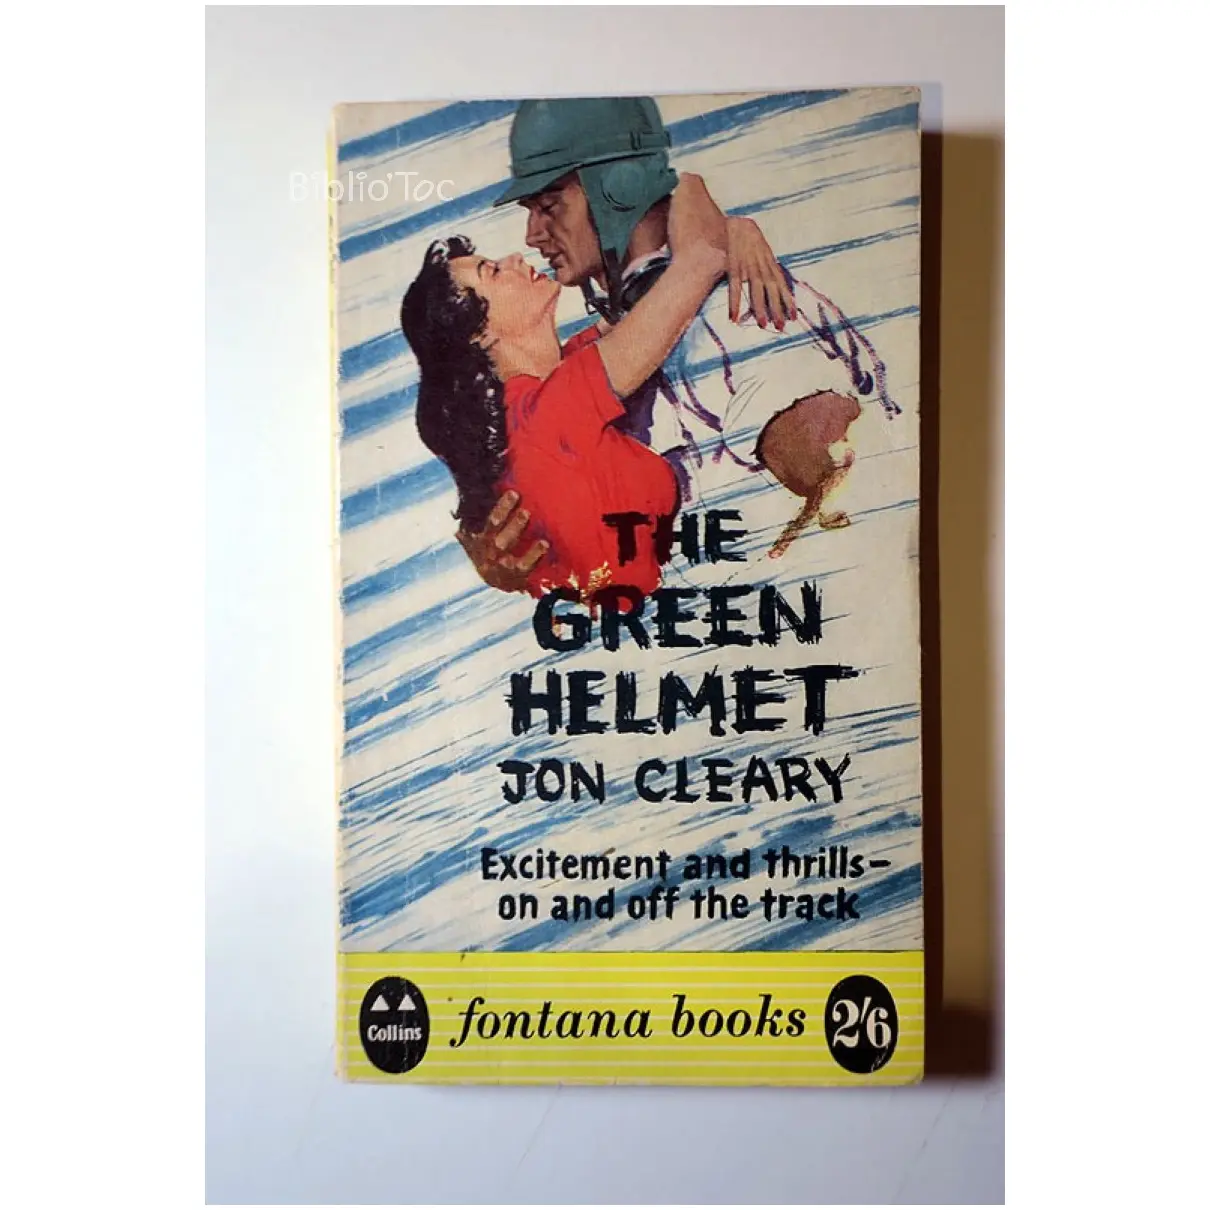 Biblio'Toc
THE
GREEN
HELMET
JON CLEARY
Excitement and thrills–
on and off the track
Collins
fontana books
2'6